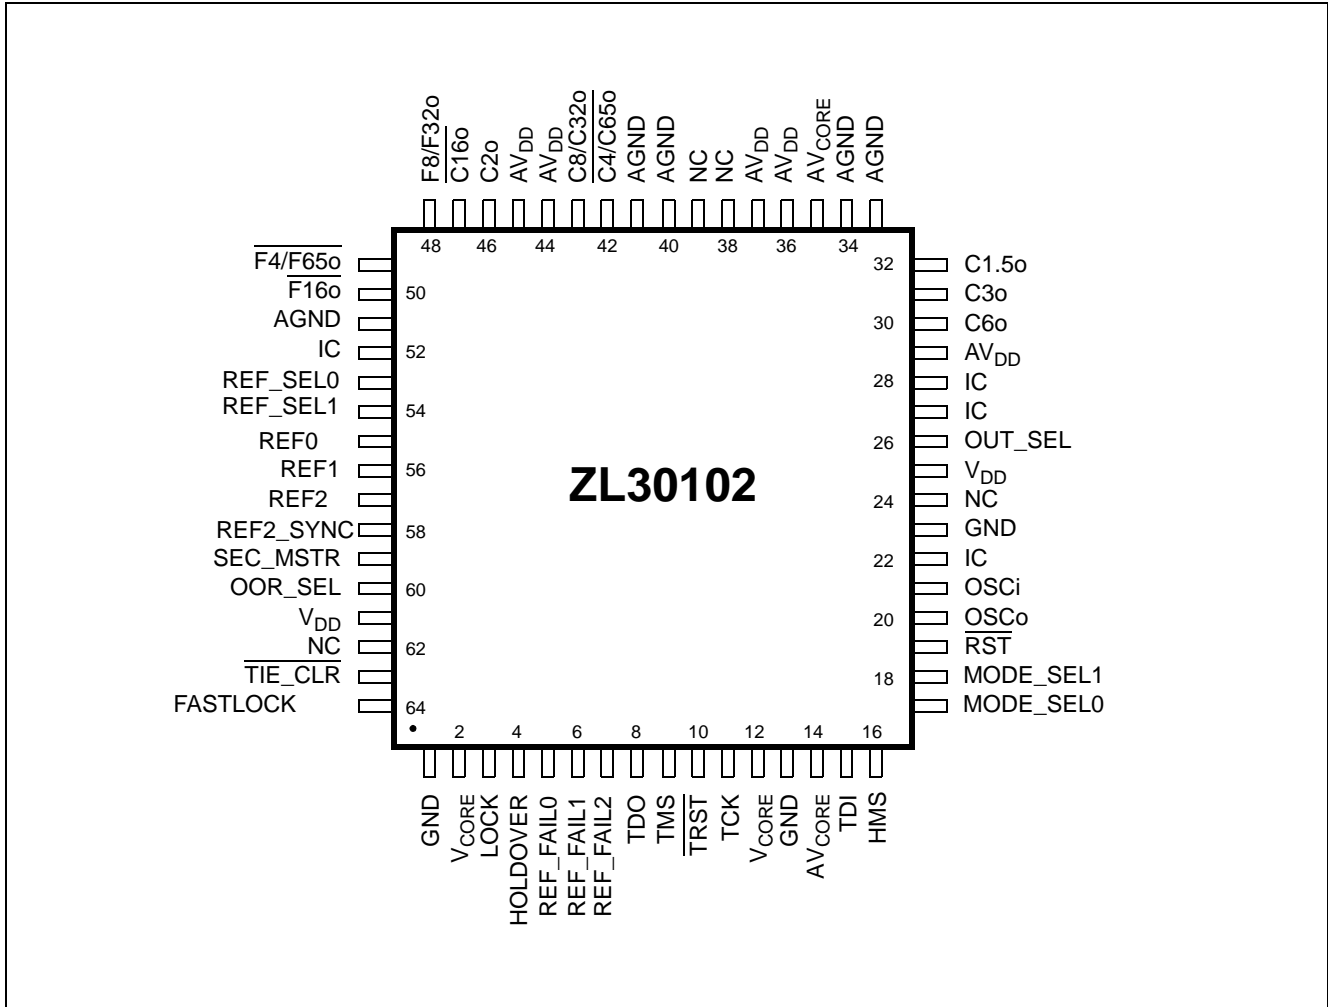 F8/F32o
C16o
C2o
AVDD
AVDD
C8/C32o
C4/C65o
AGND
AGND
NC
NC
AVDD
AVDD
AVCORE
AGND
AGND
48 46 44 42 40 38 36 34
F4/F65o
F16o 50
AGND
IC 52
REF_SEL0
REF_SEL1 54
REF0
REF1 56
REF2
REF2_SYNC 58
SEC_MSTR
OOR_SEL 60
VDD
NC 62
TIE_CLR
FASTLOCK 64
ZL30102
32 C1.5o
C3o
30 C6o
AVDD
28 IC
IC
26 OUT_SEL
VDD
24 NC
GND
22 IC
OSCi
20 OSCo
RST
18 MODE_SEL1
MODE_SEL0
2 4 6 8 10 12 14 16
GND
VCORE
LOCK
HOLDOVER
REF_FAIL0
REF_FAIL1
REF_FAIL2
TDO
TMS
TRST
TCK
VCORE
GND
AVCORE
TDI
HMS